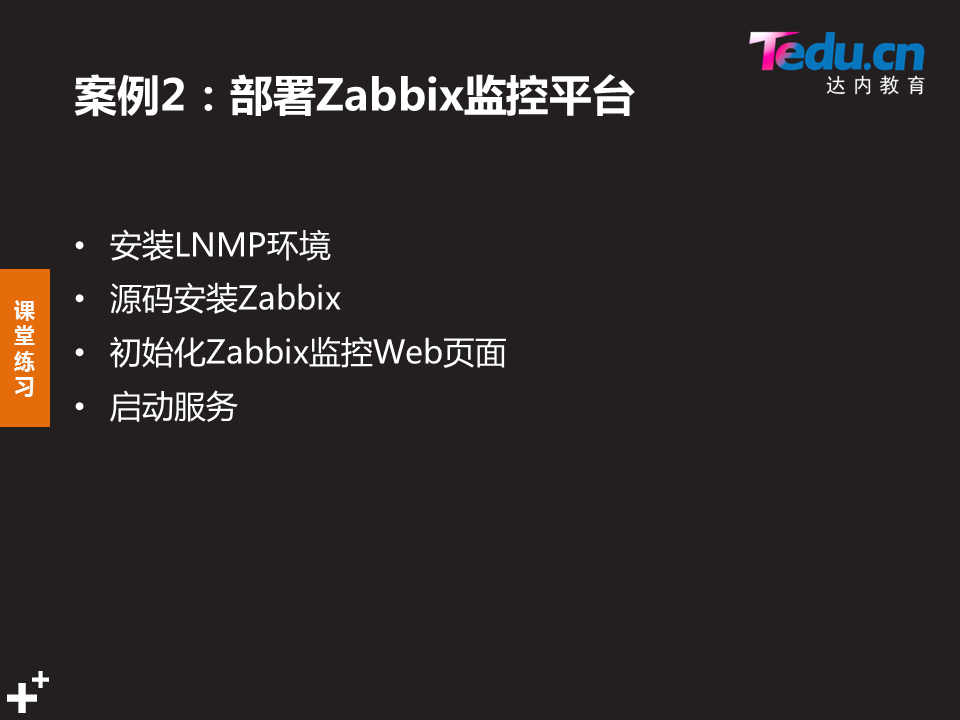 Tedu.cn
达内教育
案例2：部署Zabbix监控平台
• 安装LNMP环境
• 源码安装Zabbix
• 初始化Zabbix监控Web页面
• 启动服务
课堂练习